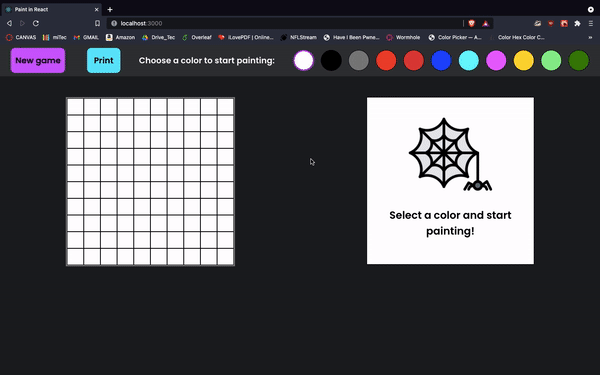 Paint in React
localhost:3000
CANVAS miTec GMAIL Amazon Drive_Tec Overleaf iLovePDF | Online... NFLStream Have I Been Pwne... Wormhole Color Picker — A... Color Hex Color C...
New game Print Choose a color to start painting:
Select a color and start
painting!